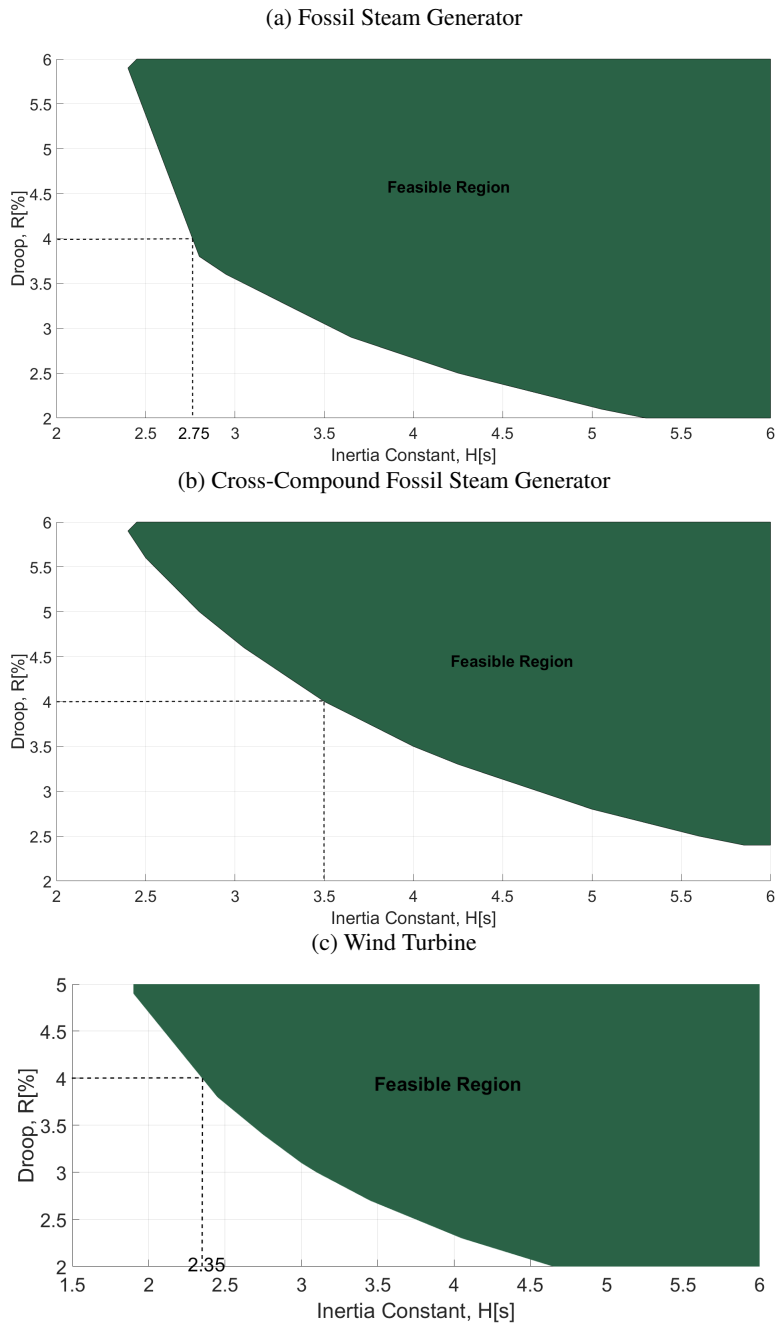 (a) Fossil Steam Generator
6
5.5
5
4.5
4
3.5
3
2.5
2
Droop, R[%]
Feasible Region
2 2.5 2.75 3 3.5 4 4.5 5 5.5 6
Inertia Constant, H[s]
(b) Cross-Compound Fossil Steam Generator
6
5.5
5
4.5
4
3.5
3
2.5
2
Droop, R[%]
Feasible Region
2 2.5 3 3.5 4 4.5 5 5.5 6
Inertia Constant, H[s]
(c) Wind Turbine
5
4.5
4
3.5
3
2.5
2
Droop, R[%]
Feasible Region
2.35
1.5 2 2.5 3 3.5 4 4.5 5 5.5 6
Inertia Constant, H[s]